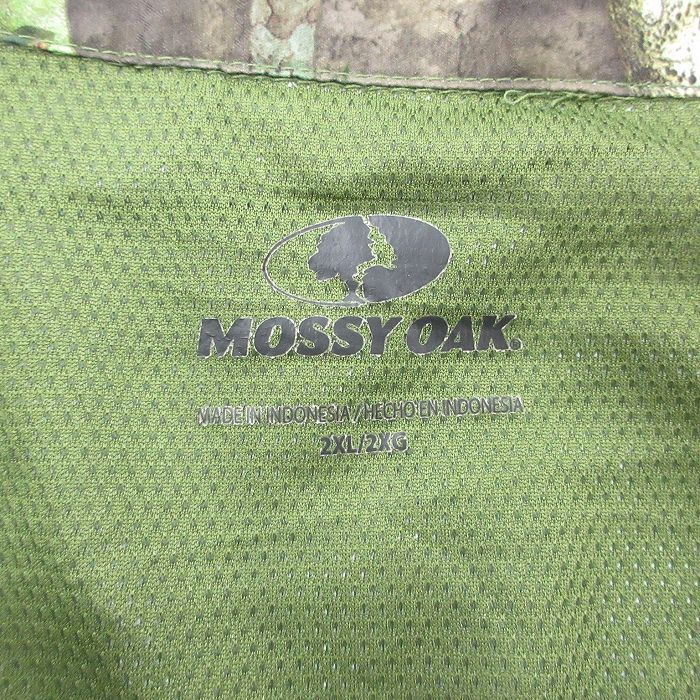 MOSSY OAK.
MADE IN INDONESIA / HECHO EN INDONESIA
2XL/2XG